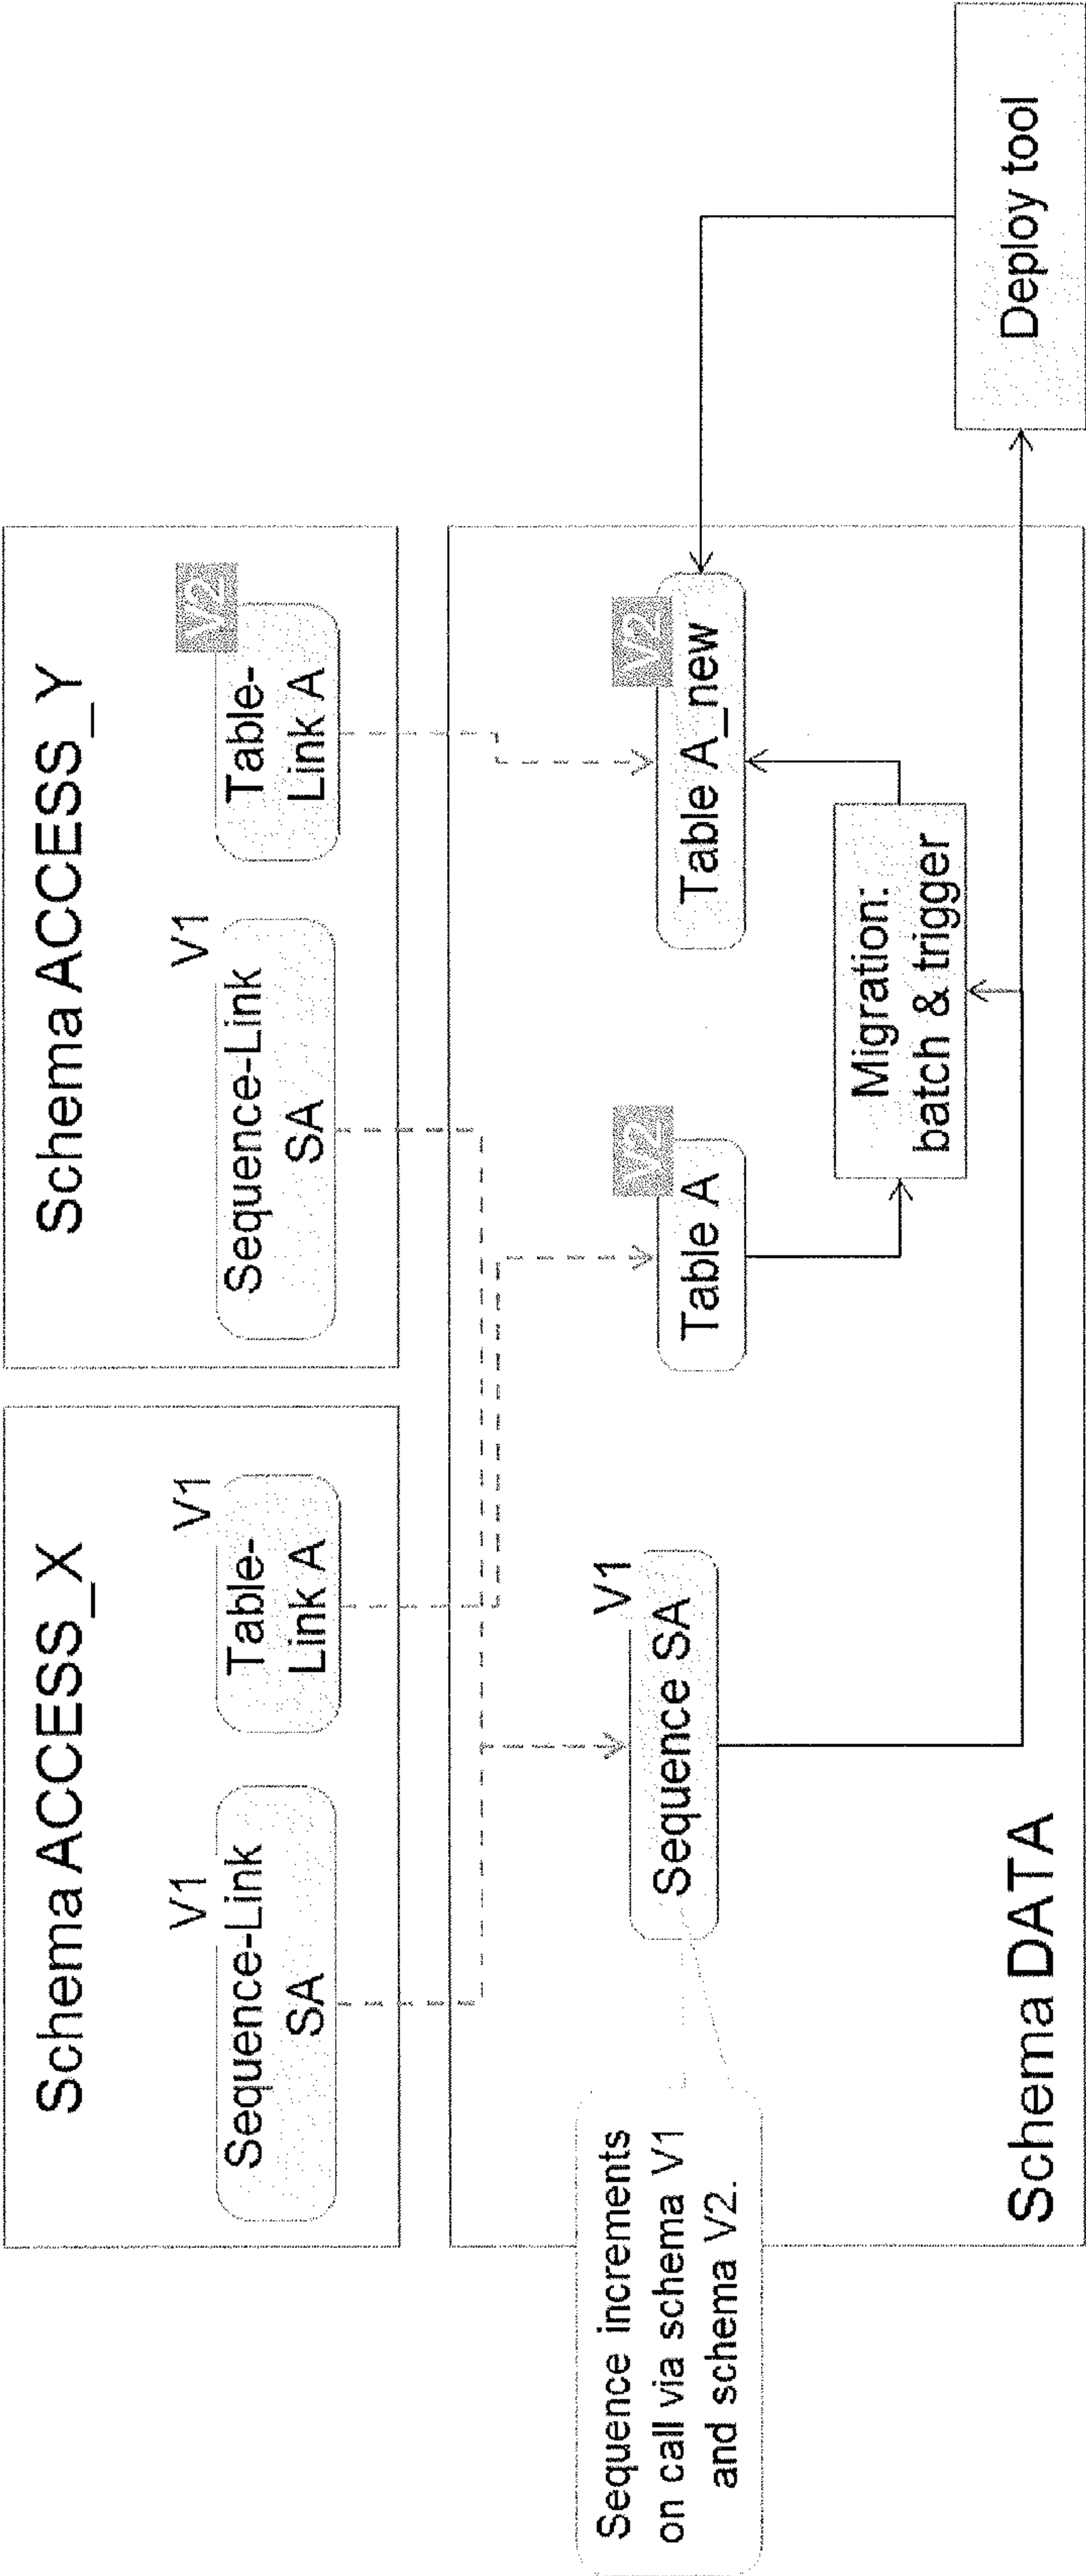 Schema ACCESS_X
V1
Sequence-Link
SA
V1
Table-
Link A
Schema ACCESS_Y
V1
Sequence-Link
SA
V2
Table-
Link A
Sequence increments
on call via schema V1
and schema V2.
V1
Sequence SA
V2
Table A
V2
Table A_new
Migration:
batch & trigger
Schema DATA
Deploy tool